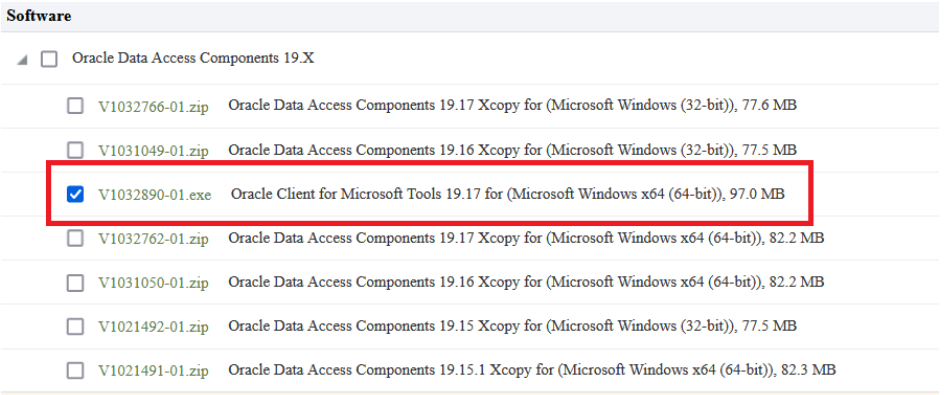 Software
Oracle Data Access Components 19.X
V1032766-01.zip Oracle Data Access Components 19.17 Xcopy for (Microsoft Windows (32-bit)), 77.6 MB
V1031049-01.zip Oracle Data Access Components 19.16 Xcopy for (Microsoft Windows (32-bit)), 77.5 MB
V1032890-01.exe Oracle Client for Microsoft Tools 19.17 for (Microsoft Windows x64 (64-bit)), 97.0 MB
V1032762-01.zip Oracle Data Access Components 19.17 Xcopy for (Microsoft Windows x64 (64-bit)), 82.2 MB
V1031050-01.zip Oracle Data Access Components 19.16 Xcopy for (Microsoft Windows x64 (64-bit)), 82.2 MB
V1021492-01.zip Oracle Data Access Components 19.15 Xcopy for (Microsoft Windows (32-bit)), 77.5 MB
V1021491-01.zip Oracle Data Access Components 19.15.1 Xcopy for (Microsoft Windows x64 (64-bit)), 82.3 MB